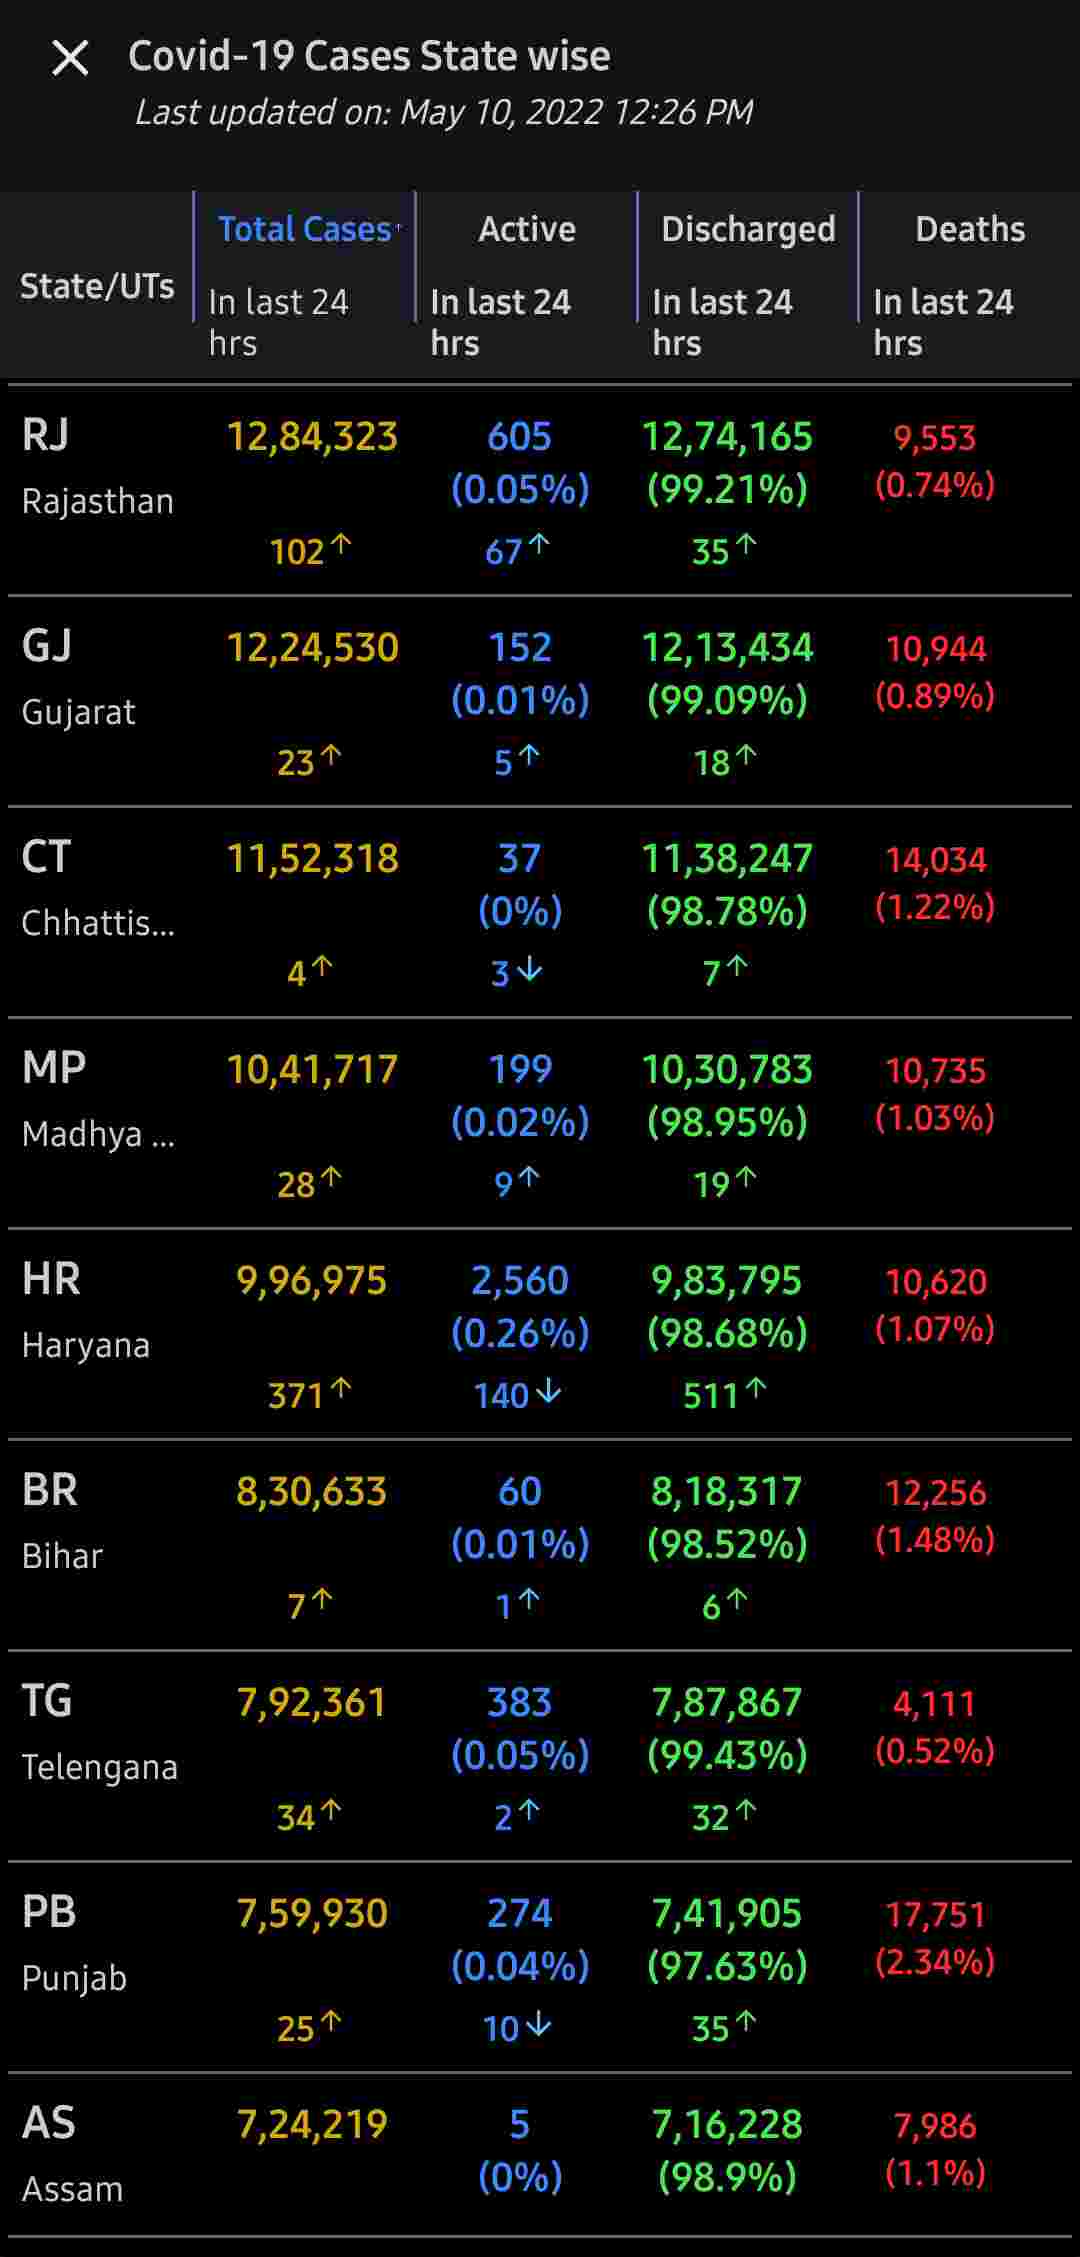 Covid-19 Cases State wise
Last updated on: May 10, 2022 12:26 PM
State/UTs
Total Cases↑
In last 24
hrs
Active
In last 24
hrs
Discharged
In last 24
hrs
Deaths
In last 24
hrs
RJ 12,84,323 605 12,74,165 9,553
(0.05%) (99.21%) (0.74%)
Rajasthan
102↑ 67↑ 35↑
GJ 12,24,530 152 12,13,434 10,944
(0.01%) (99.09%) (0.89%)
Gujarat
23↑ 5↑ 18↑
CT 11,52,318 37 11,38,247 14,034
(0%) (98.78%) (1.22%)
Chhattis...
4↑ 3↓ 7↑
MP 10,41,717 199 10,30,783 10,735
(0.02%) (98.95%) (1.03%)
Madhya ...
28↑ 9↑ 19↑
HR 9,96,975 2,560 9,83,795 10,620
(0.26%) (98.68%) (1.07%)
Haryana
371↑ 140↓ 511↑
BR 8,30,633 60 8,18,317 12,256
(0.01%) (98.52%) (1.48%)
Bihar
7↑ 1↑ 6↑
TG 7,92,361 383 7,87,867 4,111
(0.05%) (99.43%) (0.52%)
Telengana
34↑ 2↑ 32↑
PB 7,59,930 274 7,41,905 17,751
(0.04%) (97.63%) (2.34%)
Punjab
25↑ 10↓ 35↑
AS 7,24,219 5 7,16,228 7,986
(0%) (98.9%) (1.1%)
Assam